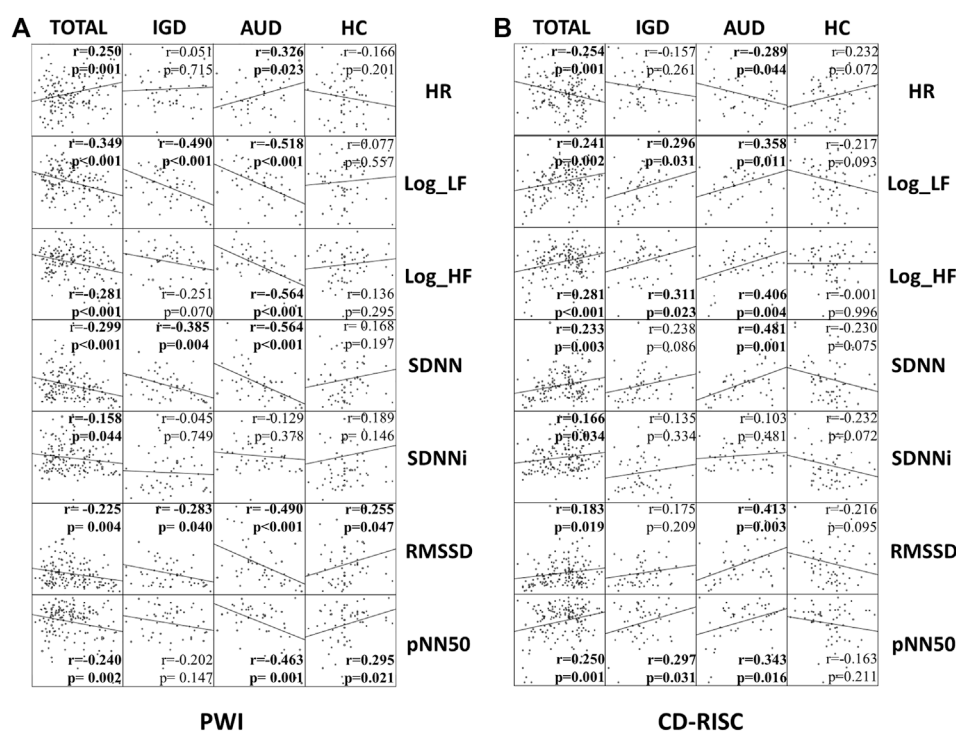 A TOTAL IGD AUD HC B TOTAL IGD AUD HC
r=0.250 r=0.051 r=0.326 r=-0.166 r=-0.254 r=-0.157 r=-0.289 r=0.232
p=0.001 p=0.715 p=0.023 p=0.201 p=0.001 p=0.261 p=0.044 p=0.072
HR HR
r=-0.349 r=-0.490 r=-0.518 r=0.077 r=0.241 r=0.296 r=0.358 r=-0.217
p<0.001 p<0.001 p<0.001 p=0.557 p=0.002 p=0.031 p=0.011 p=0.093
Log_LF Log_LF
Log_HF Log_HF
r=-0.281 r=-0.251 r=-0.564 r=0.136 r=0.281 r=0.311 r=0.406 r=-0.001
p<0.001 p=0.070 p<0.001 p=0.295 p<0.001 p=0.023 p=0.004 p=0.996
r=-0.299 r=-0.385 r=-0.564 r= 0.168 r=0.233 r=0.238 r=0.481 r=-0.230
p<0.001 p=0.004 p<0.001 p=0.197 p=0.003 p=0.086 p=0.001 p=0.075
SDNN SDNN
r=-0.158 r=-0.045 r=-0.129 r=0.189 r=0.166 r=0.135 r=0.103 r=-0.232
p=0.044 p=0.749 p=0.378 p= 0.146 p=0.034 p=0.334 p=0.481 p=0.072
SDNNi SDNNi
r= -0.225 r= -0.283 r= -0.490 r=0.255 r=0.183 r=0.175 r=0.413 r=-0.216
p= 0.004 p= 0.040 p<0.001 p=0.047 p=0.019 p=0.209 p=0.003 p=0.095
RMSSD RMSSD
pNN50 pNN50
r=-0.240 r=-0.202 r=-0.463 r=0.295 r=0.250 r=0.297 r=0.343 r=-0.163
p= 0.002 p= 0.147 p= 0.001 p=0.021 p=0.001 p=0.031 p=0.016 p=0.211
PWI CD-RISC